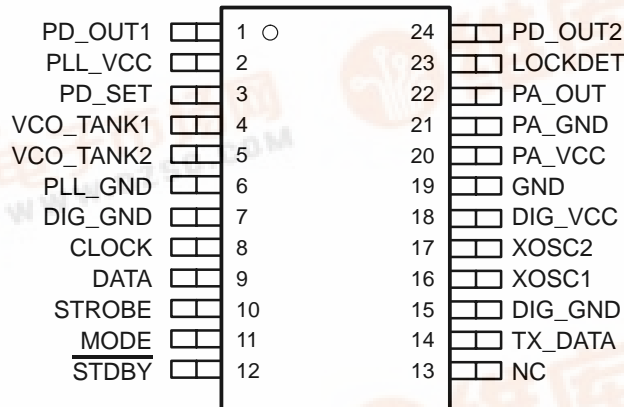 PD_OUT1 1 24 PD_OUT2
PLL_VCC 2 23 LOCKDET
PD_SET 3 22 PA_OUT
VCO_TANK1 4 21 PA_GND
VCO_TANK2 5 20 PA_VCC
PLL_GND 6 19 GND
DIG_GND 7 18 DIG_VCC
CLOCK 8 17 XOSC2
DATA 9 16 XOSC1
STROBE 10 15 DIG_GND
MODE 11 14 TX_DATA
STDBY 12 13 NC